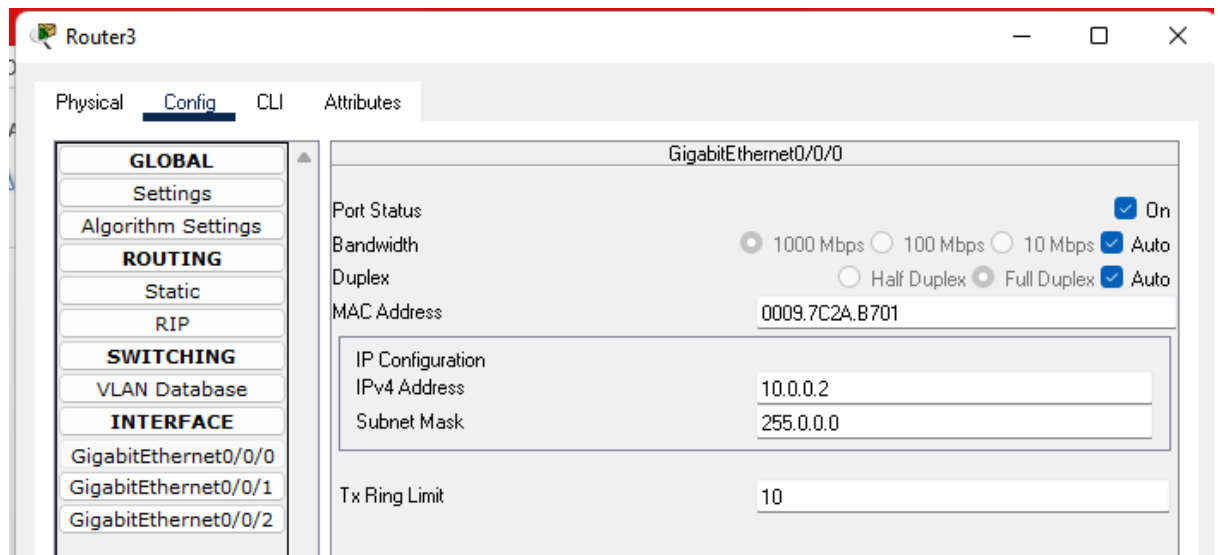 Router3
Physical Config CLI Attributes
GLOBAL
Settings
Algorithm Settings
ROUTING
Static
RIP
SWITCHING
VLAN Database
INTERFACE
GigabitEthernet0/0/0
GigabitEthernet0/0/1
GigabitEthernet0/0/2
GigabitEthernet0/0/0
Port Status On
Bandwidth 1000 Mbps 100 Mbps 10 Mbps Auto
Duplex Half Duplex Full Duplex Auto
MAC Address 0009.7C2A.B701
IP Configuration
IPv4 Address 10.0.0.2
Subnet Mask 255.0.0.0
Tx Ring Limit 10